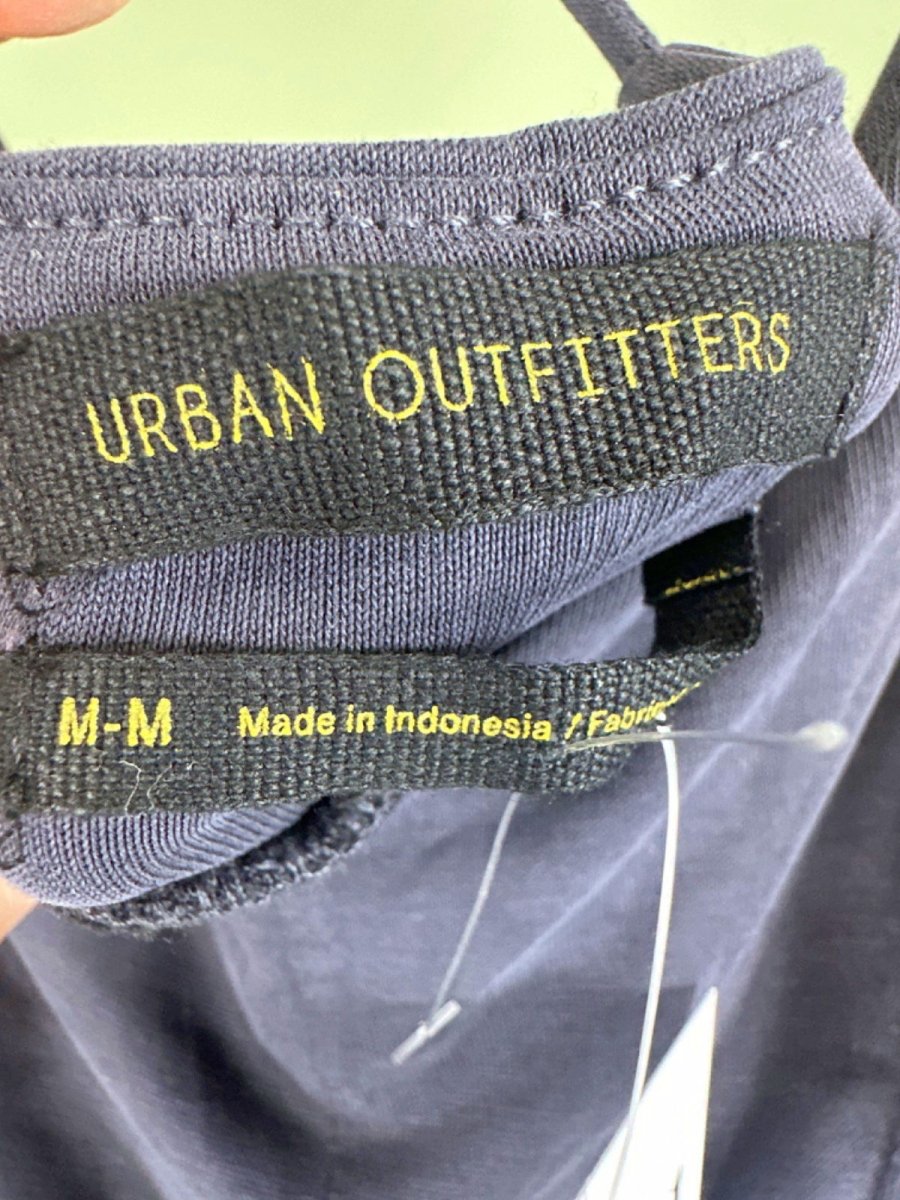 URBAN OUTFITTERS
M-M Made in Indonesia /